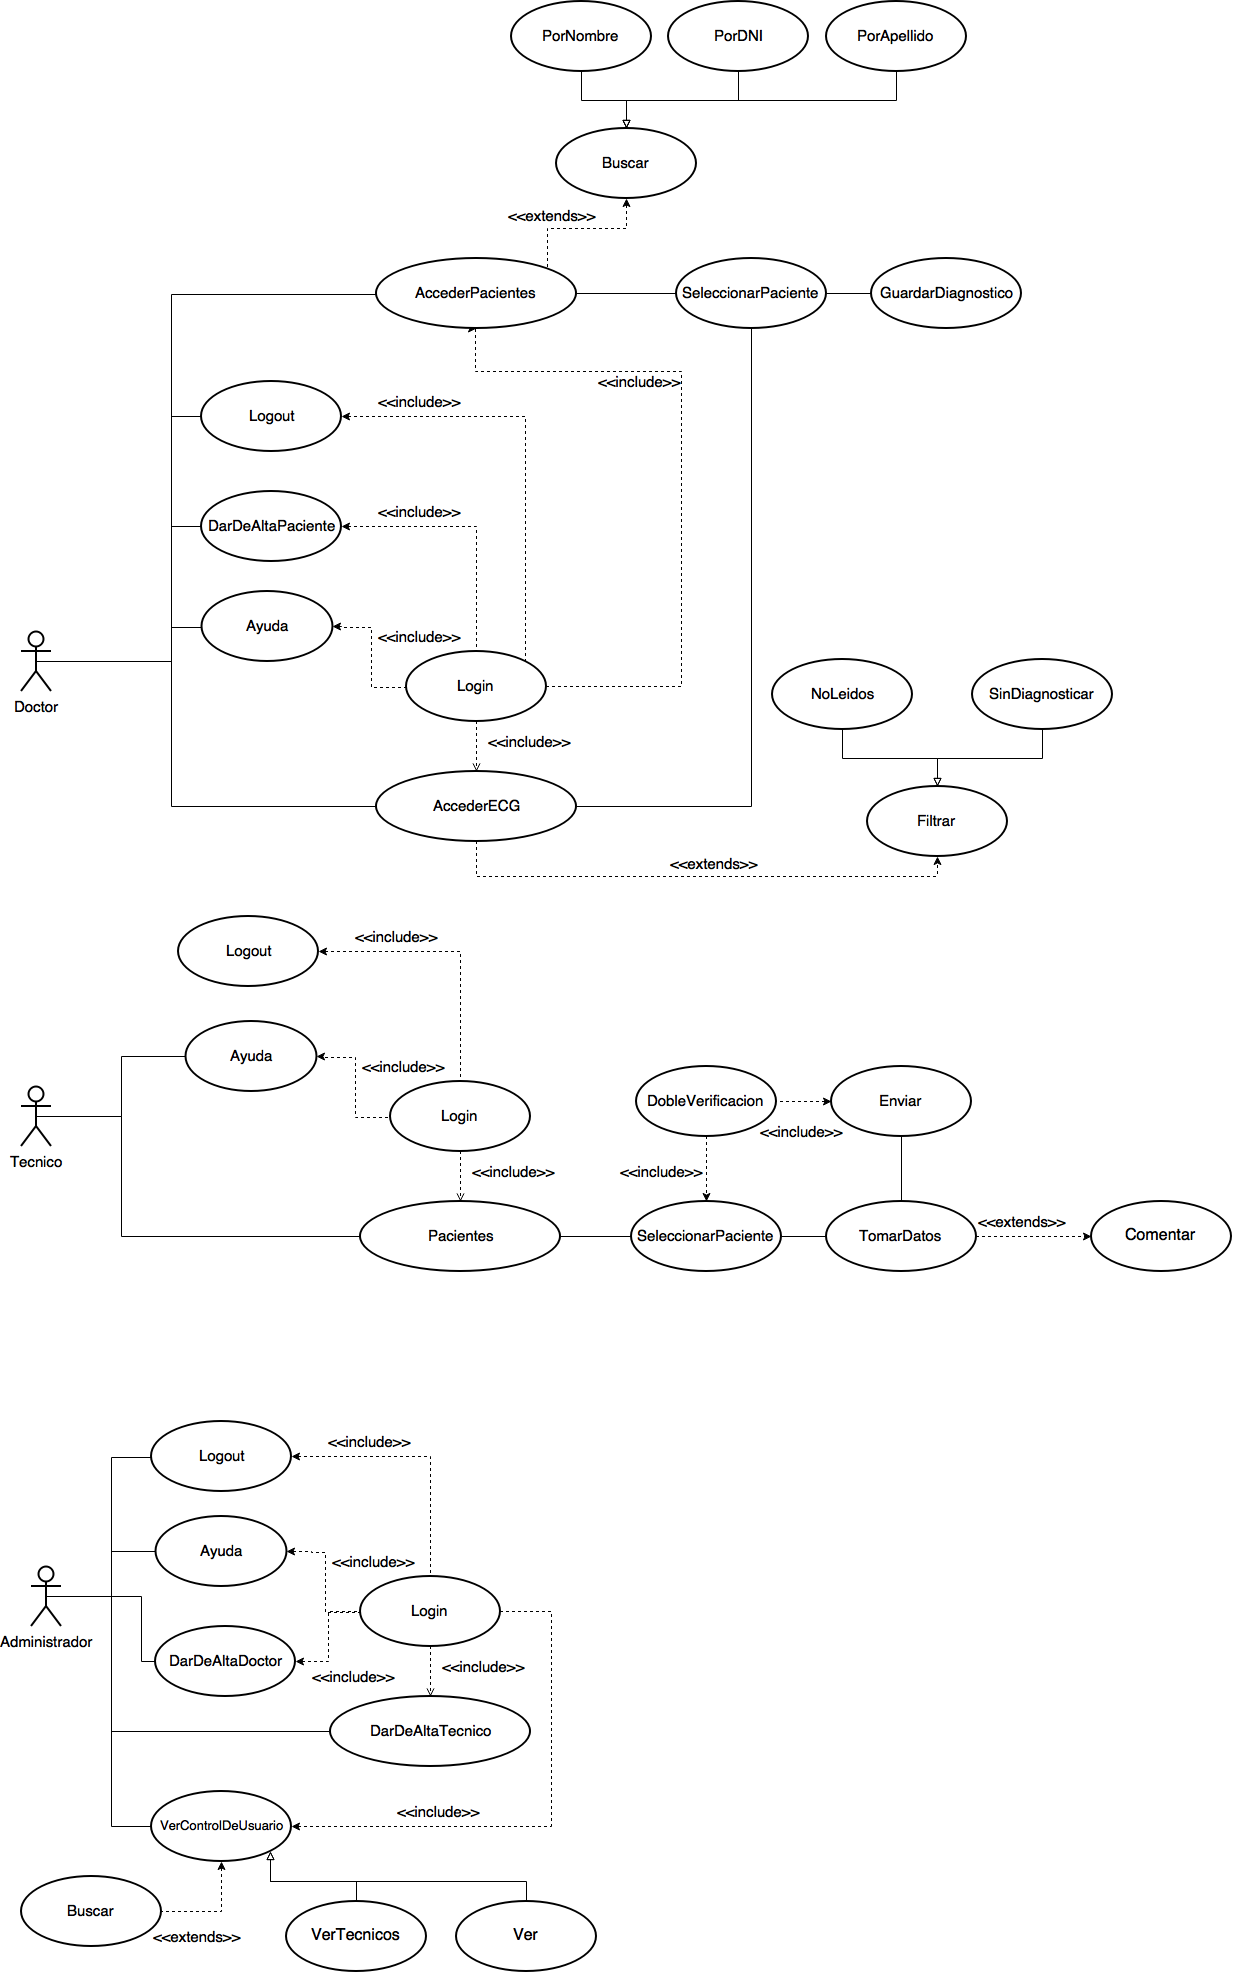 PorNombre
PorDNI
PorApellido
Buscar
<<extends>>
AccederPacientes
SeleccionarPaciente
GuardarDiagnostico
<<include>>
<<include>>
Logout
<<include>>
DarDeAltaPaciente
Ayuda
<<include>>
Doctor
Login
NoLeidos
SinDiagnosticar
<<include>>
AccederECG
Filtrar
<<extends>>
Logout
<<include>>
Ayuda
<<include>>
Tecnico
Login
DobleVerificacion
Enviar
<<include>>
<<include>>
<<include>>
Pacientes
SeleccionarPaciente
TomarDatos
<<extends>>
Comentar
Logout
<<include>>
Ayuda
<<include>>
Administrador
Login
DarDeAltaDoctor
<<include>>
<<include>>
DarDeAltaTecnico
<<include>>
VerControlDeUsuario
Buscar
<<extends>>
VerTecnicos
Ver